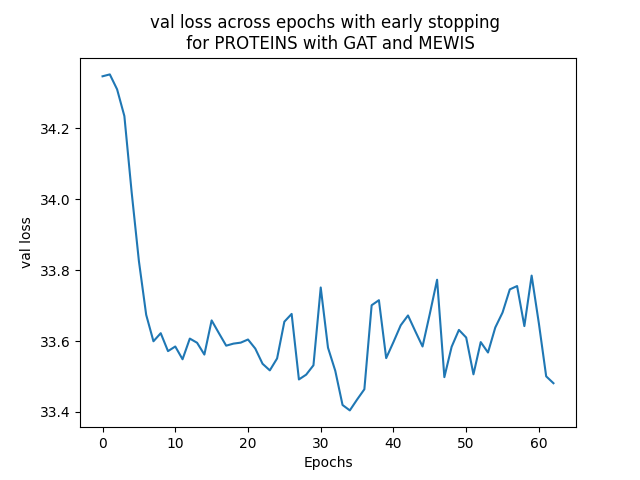 val loss across epochs with early stopping
for PROTEINS with GAT and MEWIS
34.2
34.0
33.8
33.6
33.4
val loss
0 10 20 30 40 50 60
Epochs